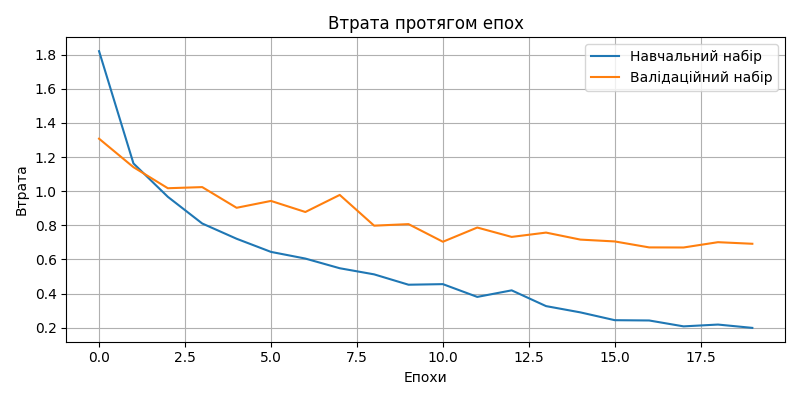 Втрата протягом епох
Навчальний набір
Валідаційний набір
Втрата
1.8
1.6
1.4
1.2
1.0
0.8
0.6
0.4
0.2
0.0 2.5 5.0 7.5 10.0 12.5 15.0 17.5
Епохи